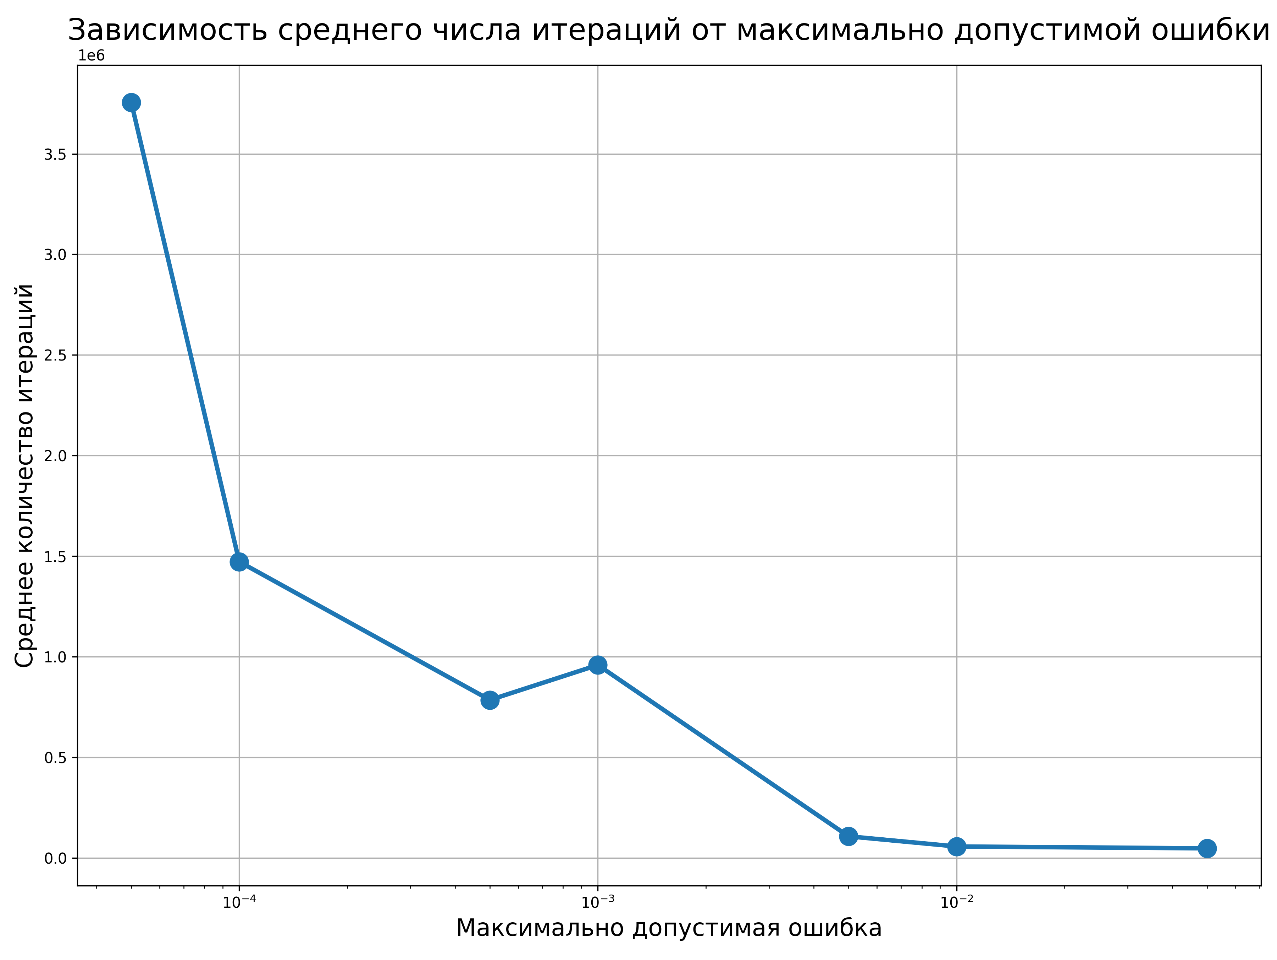 Зависимость среднего числа итераций от максимально допустимой ошибки
1e6
3.5
3.0
2.5
2.0
1.5
1.0
0.5
0.0
Среднее количество итераций
10⁻⁴
10⁻³
10⁻²
Максимально допустимая ошибка